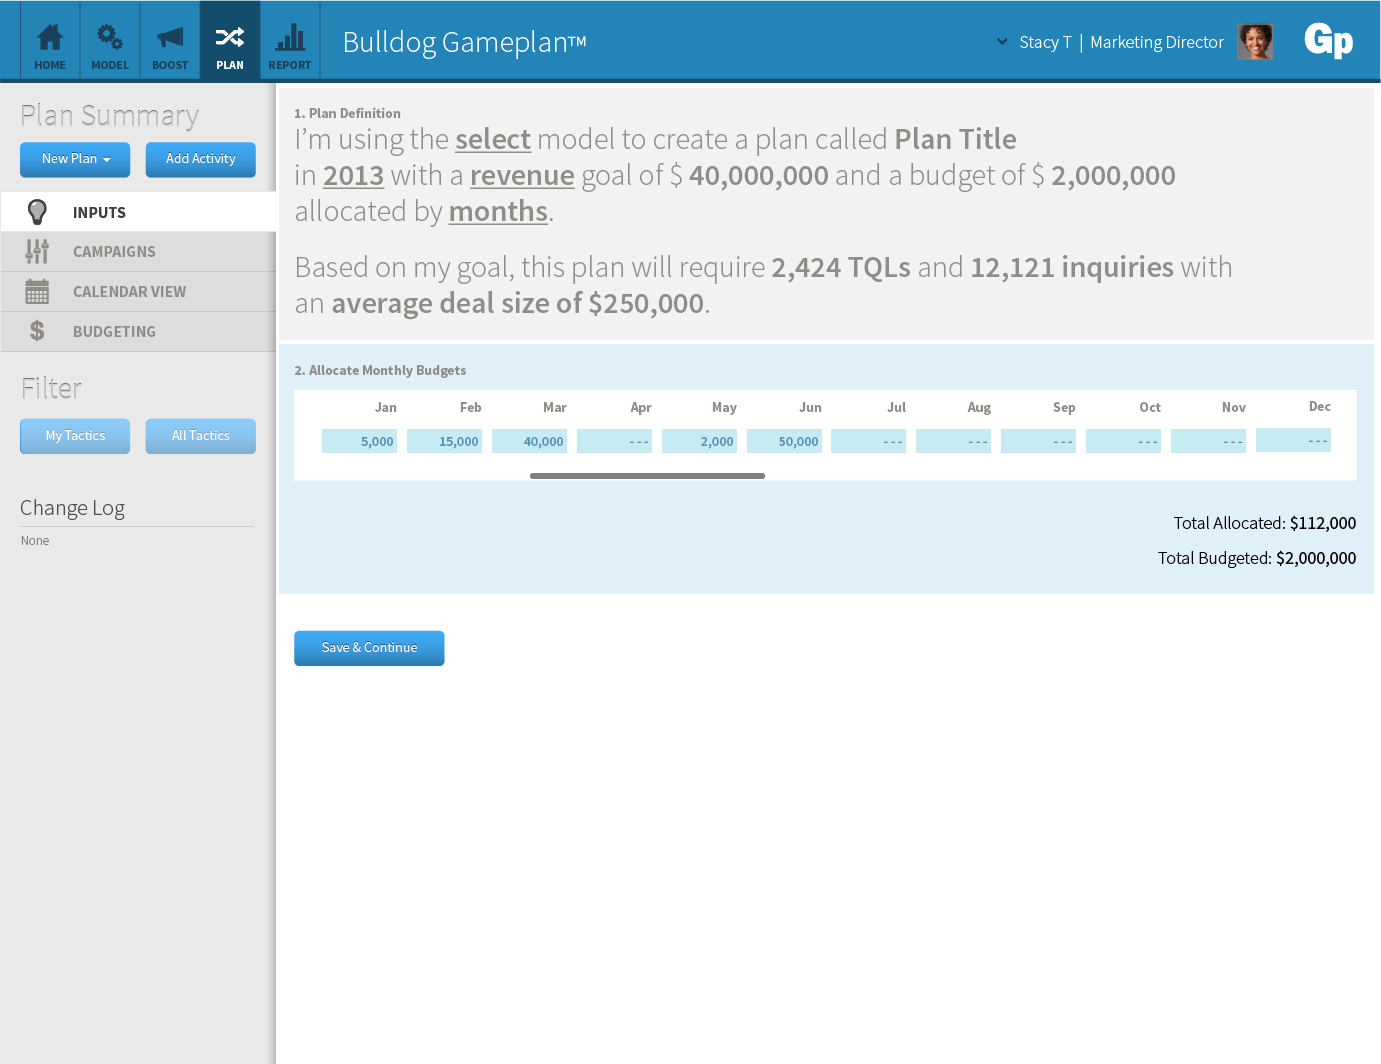 HOME MODEL BOOST PLAN REPORT
Bulldog Gameplan™
Stacy T | Marketing Director
Gp
Plan Summary
New Plan Add Activity
INPUTS
CAMPAIGNS
CALENDAR VIEW
BUDGETING
Filter
My Tactics All Tactics
Change Log
None
1. Plan Definition
I’m using the select model to create a plan called Plan Title
in 2013 with a revenue goal of $ 40,000,000 and a budget of $ 2,000,000
allocated by months.
Based on my goal, this plan will require 2,424 TQLs and 12,121 inquiries with
an average deal size of $250,000.
2. Allocate Monthly Budgets
Jan Feb Mar Apr May Jun Jul Aug Sep Oct Nov Dec
5,000 15,000 40,000 --- 2,000 50,000 --- --- --- --- --- ---
Total Allocated: $112,000
Total Budgeted: $2,000,000
Save & Continue